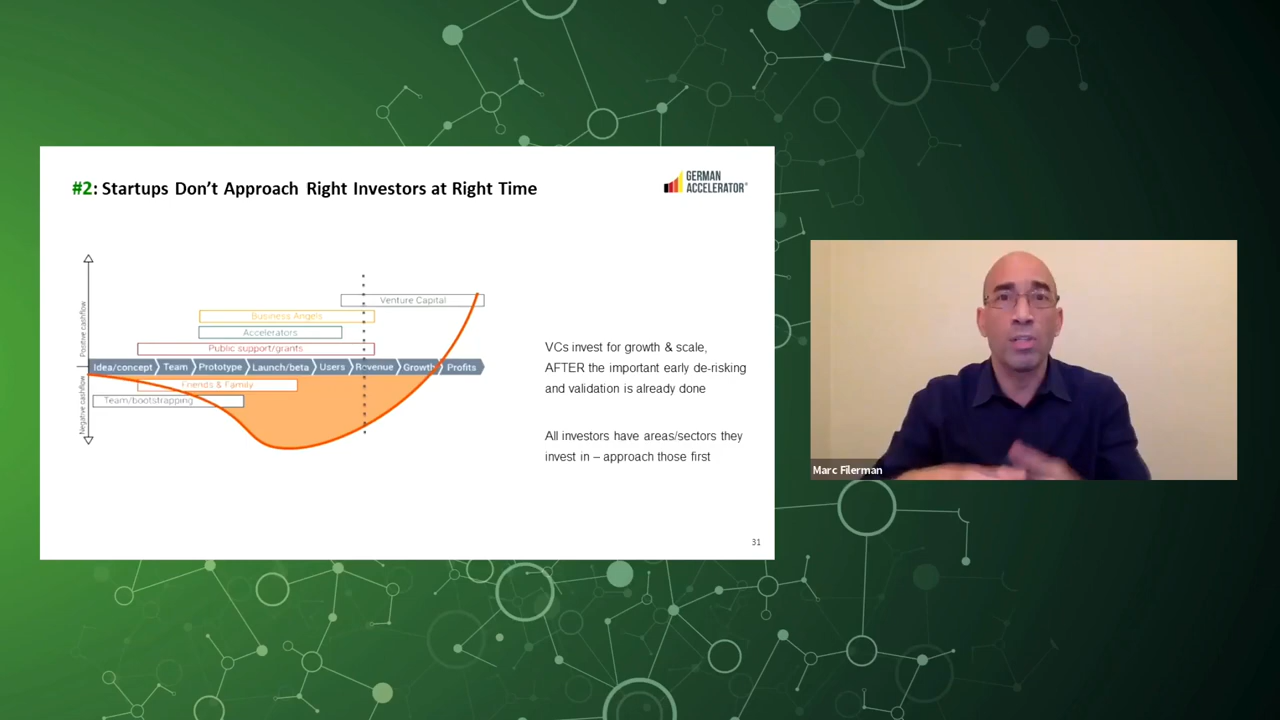 #2: Startups Don’t Approach Right Investors at Right Time
GERMAN
ACCELERATOR®
Positive cashflow
Negative cashflow
Venture Capital
Business Angels
Accelerators
Public support/grants
Idea/concept
Team
Prototype
Launch/beta
Users
Revenue
Growth
Profits
Friends & Family
Team/bootstrapping
VCs invest for growth & scale,
AFTER the important early de-risking
and validation is already done
All investors have areas/sectors they
invest in – approach those first
31
Marc Filerman